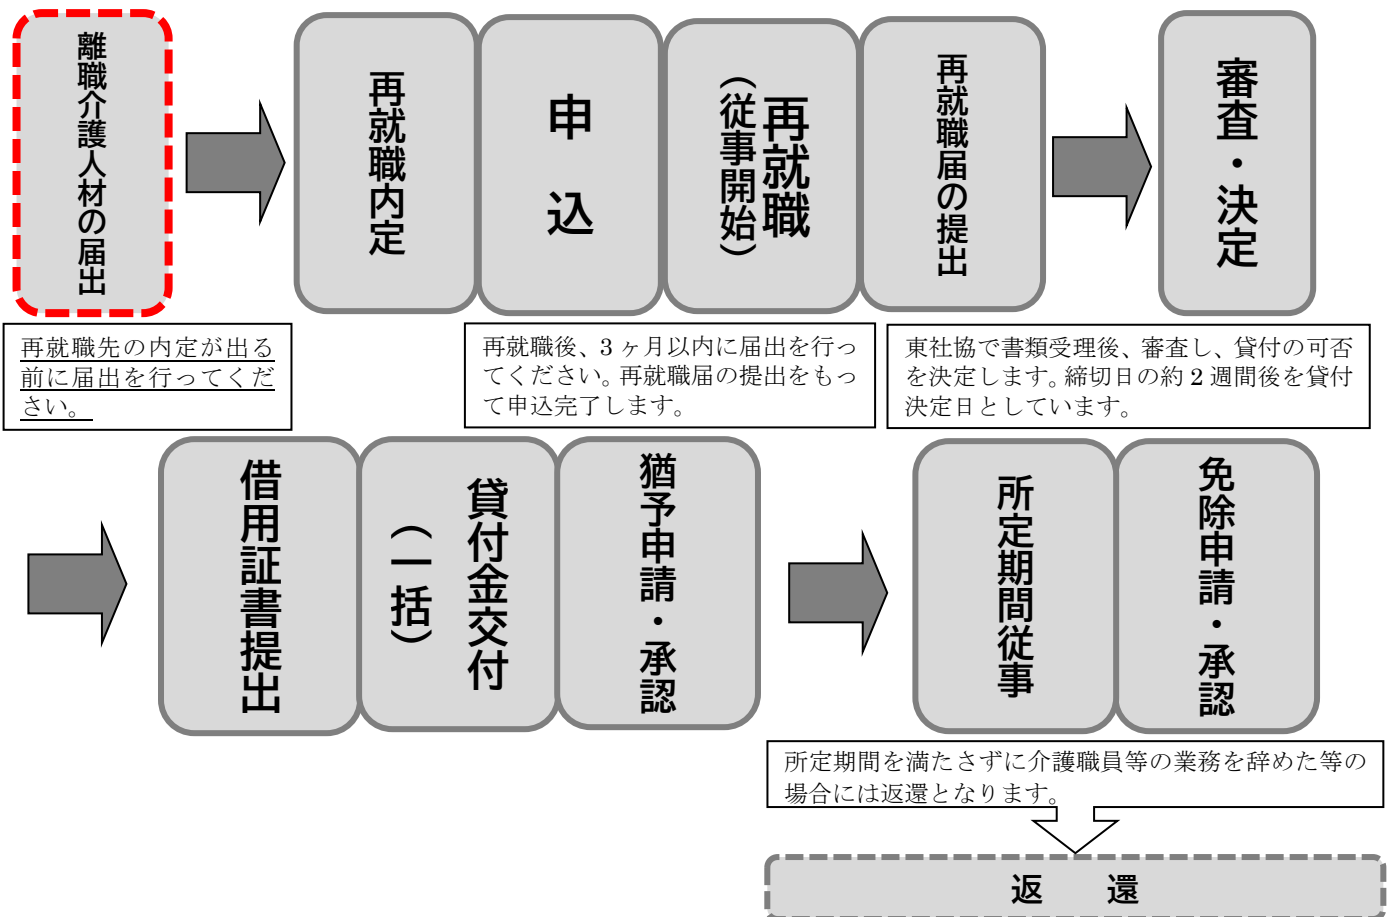 離職介護人材の届出
再就職内定
申　込
再就職
（従事開始）
再就職届の提出
審査・決定
再就職先の内定が出る
前に届出を行ってくだ
さい。
再就職後、3 ヶ月以内に届出を行っ
てください。再就職届の提出をもっ
て申込完了します。
東社協で書類受理後、審査し、貸付の可否
を決定します。締切日の約 2 週間後を貸付
決定日としています。
借用証書提出
貸付金交付
（一括）
猶予申請・承認
所定期間従事
免除申請・承認
所定期間を満たさずに介護職員等の業務を辞めた等の
場合には返還となります。
返　還